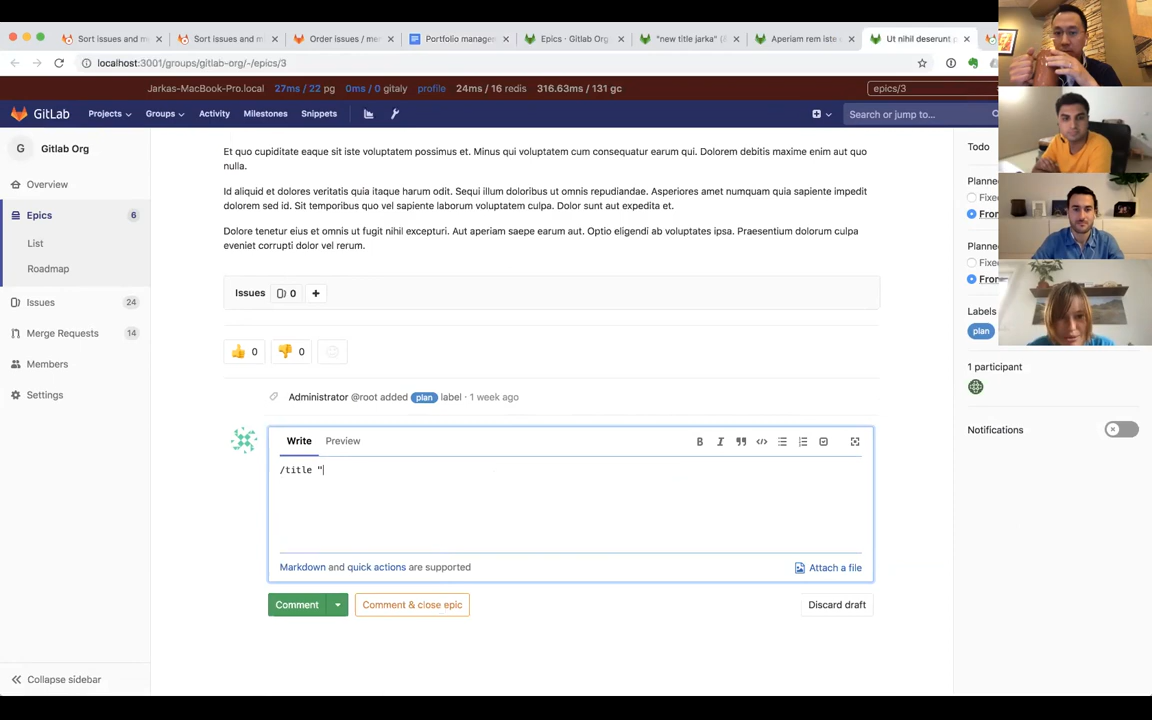 Sort issues and m
Sort issues and m
Order issues / me
Portfolio manage
Epics · Gitlab Org
"new title jarka" (
Aperiam rem iste
Ut nihil deserunt p
localhost:3001/groups/gitlab-org/-/epics/3
Jarkas-MacBook-Pro.local 27ms / 22 pg 0ms / 0 gitaly profile 24ms / 16 redis 316.63ms / 131 gc epics/3
GitLab Projects Groups Activity Milestones Snippets Search or jump to...
G Gitlab Org
Overview
Epics 6
List
Roadmap
Issues 24
Merge Requests 14
Members
Settings
Collapse sidebar
Et quo cupiditate eaque sit iste voluptatem possimus et. Minus qui voluptatem cum consequatur earum qui. Dolorem debitis maxime enim aut quo
nulla.
Id aliquid et dolores veritatis quia itaque harum odit. Sequi illum doloribus ut omnis repudiandae. Asperiores amet numquam quia sapiente impedit
dolorem sed id. Sit temporibus quo vel sapiente laborum voluptatem culpa. Dolor sunt aut expedita et.
Dolore tenetur eius et omnis ut fugit nihil excepturi. Aut aperiam saepe earum aut. Optio eligendi ab voluptates ipsa. Praesentium dolorum culpa
eveniet corrupti dolor vel rerum.
Issues 0 +
👍 0 👎 0
Administrator @root added plan label · 1 week ago
Write Preview
/title "
Markdown and quick actions are supported
Attach a file
Comment Comment & close epic Discard draft
Todo
Planne
Fixe
Fron
Planne
Fixe
Fron
Labels
plan
1 participant
Notifications